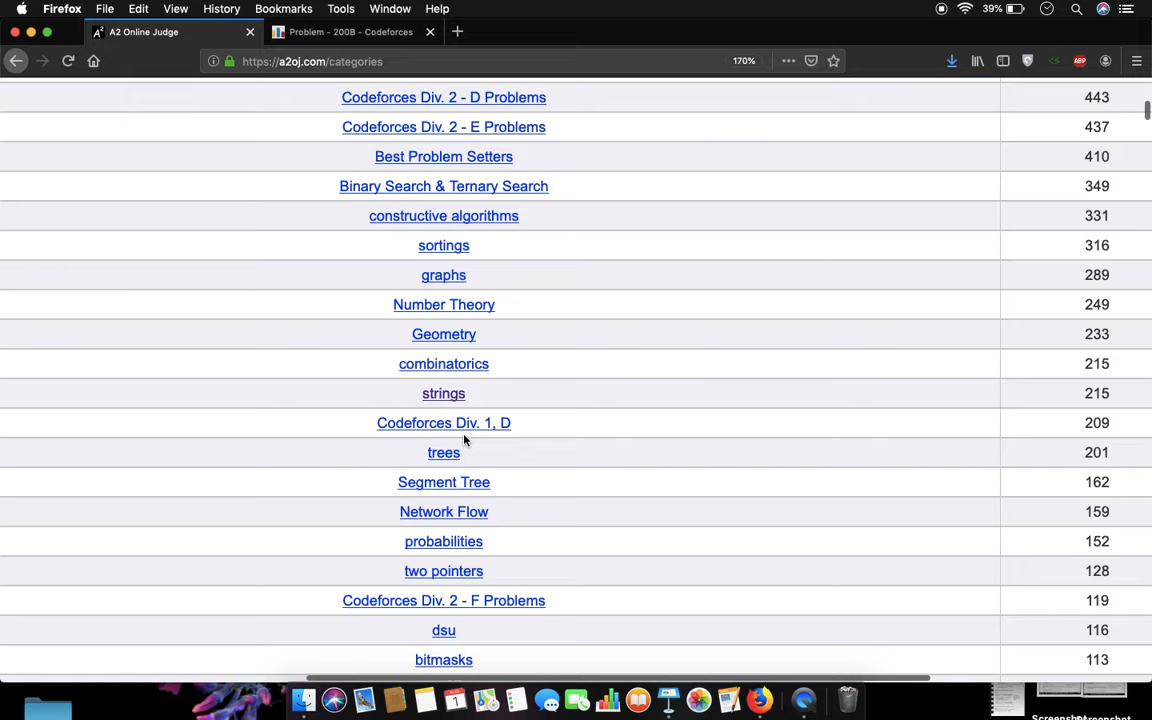 Firefox File Edit View History Bookmarks Tools Window Help 39%
A2 Online Judge Problem - 200B - Codeforces
https://a2oj.com/categories 170% ABP
Codeforces Div. 2 - D Problems 443
Codeforces Div. 2 - E Problems 437
Best Problem Setters 410
Binary Search & Ternary Search 349
constructive algorithms 331
sortings 316
graphs 289
Number Theory 249
Geometry 233
combinatorics 215
strings 215
Codeforces Div. 1, D 209
trees 201
Segment Tree 162
Network Flow 159
probabilities 152
two pointers 128
Codeforces Div. 2 - F Problems 119
dsu 116
bitmasks 113